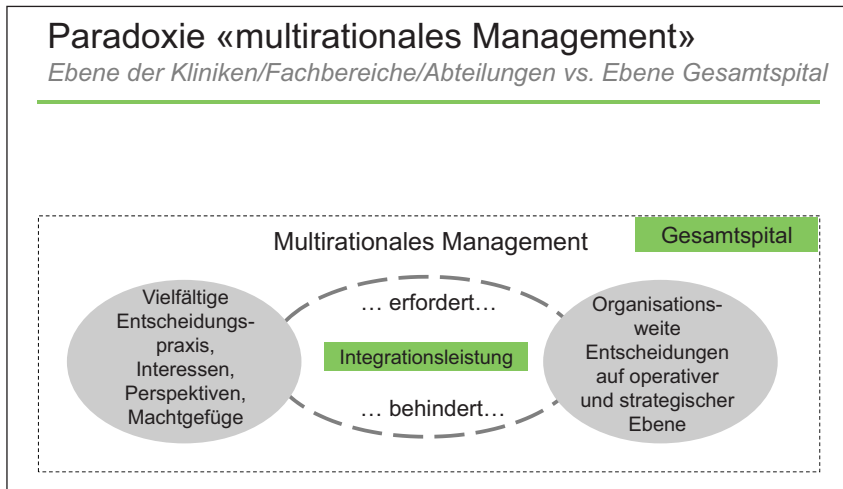 Paradoxie «multirationales Management»
Ebene der Kliniken/Fachbereiche/Abteilungen vs. Ebene Gesamtspital
Multirationales Management
Gesamtspital
Vielfältige
Entscheidungs-
praxis,
Interessen,
Perspektiven,
Machtgefüge
… erfordert…
Integrationsleistung
… behindert…
Organisations-
weite
Entscheidungen
auf operativer
und strategischer
Ebene